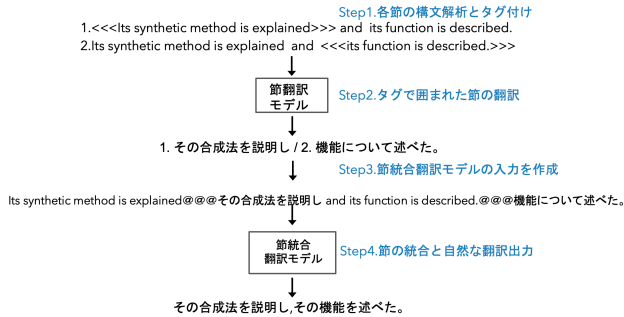 Step1.各節の構文解析とタグ付け
1.<<<Its synthetic method is explained>>> and its function is described.
2.Its synthetic method is explained and <<<its function is described.>>>
節翻訳
モデル
Step2.タグで囲まれた節の翻訳
1. その合成法を説明し / 2. 機能について述べた。
Step3.節統合翻訳モデルの入力を作成
Its synthetic method is explained@@@その合成法を説明し and its function is described.@@@機能について述べた。
節統合
翻訳モデル
Step4.節の統合と自然な翻訳出力
その合成法を説明し,その機能を述べた。